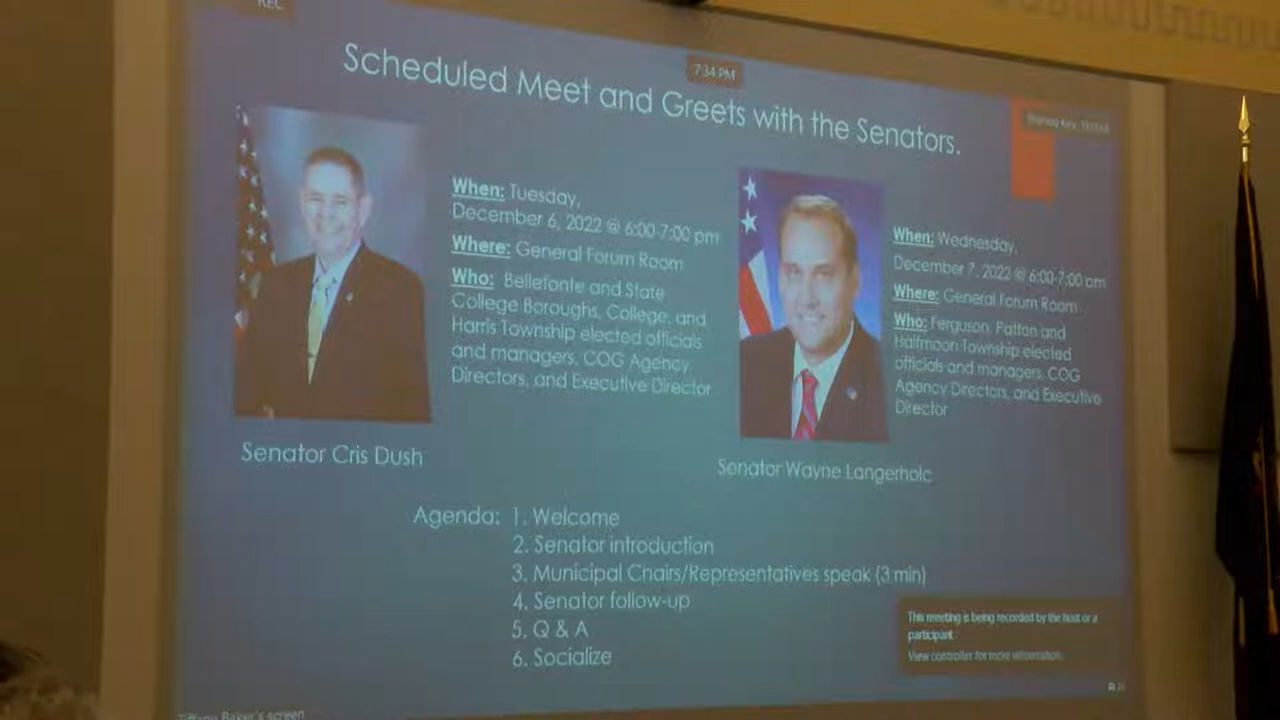 REC
7:34 PM
Scheduled Meet and Greets with the Senators.
When: Tuesday,
December 6, 2022 @ 6:00-7:00 pm
Where: General Forum Room
Who: Bellefonte and State
College Boroughs, College, and
Harris Township elected officials
and managers, COG Agency
Directors, and Executive Director
Senator Cris Dush
When: Wednesday,
December 7, 2022 @ 6:00-7:00 pm
Where: General Forum Room
Who: Ferguson, Patton and
Halfmoon Township elected
officials and managers, COG
Agency Directors, and Executive
Director
Senator Wayne Langerholc
Agenda: 1. Welcome
2. Senator introduction
3. Municipal Chairs/Representatives speak (3 min)
4. Senator follow-up
5. Q & A
6. Socialize
This meeting is being recorded by the host or a
participant
View controller for more information.
Tiffany Baker's screen